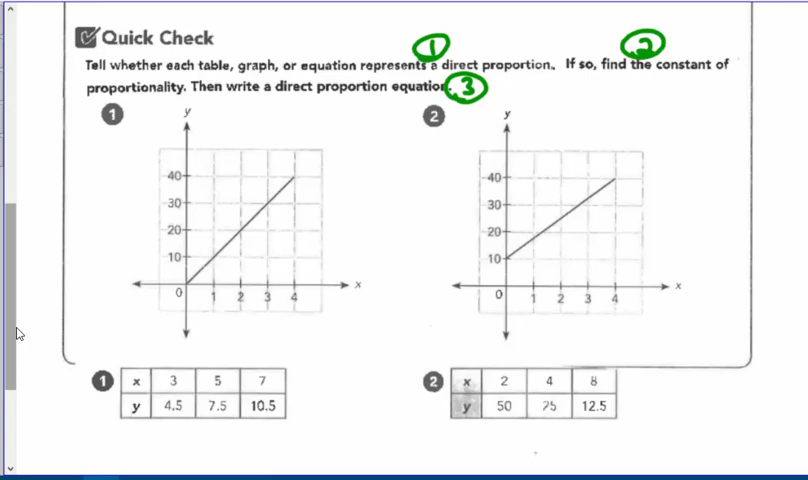 Quick Check
1 2
Tell whether each table, graph, or equation represents a direct proportion. If so, find the constant of
proportionality. Then write a direct proportion equation. 3
1 y
40
30
20
10
0 1 2 3 4 x
2 y
40
30
20
10
0 1 2 3 4 x
1 x 3 5 7
y 4.5 7.5 10.5
2 x 2 4 8
y 50 25 12.5